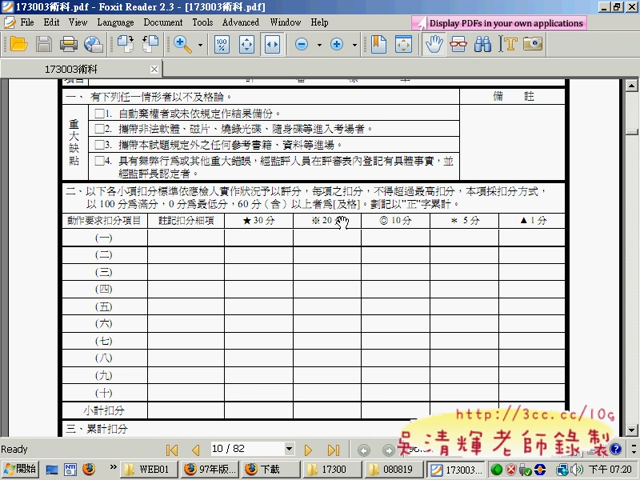 173003術科.pdf - Foxit Reader 2.3 - [173003術科.pdf]
File Edit View Language Document Tools Advanced Window Help
Display PDFs in your own applications
173003術科
一、 有下列任一情形者以不及格論。
備 註
重大缺點
1. 自動棄權者或未依規定作結果備份。
2. 攜帶非法軟體、磁片、燒錄光碟、隨身碟等進入考場者。
3. 攜帶本試題規定外之任何參考書籍、資料等進場。
4. 具有舞弊行為或其他重大錯誤，經監評人員在評審表內登記有具體事實，並
經監評長認定者。
二、以下各小項扣分標準依應檢人實作狀況予以評分，每項之扣分，不得超過最高扣分，本項採扣分方式，
以 100 分為滿分，0 分為最低分，60 分（含）以上者為[及格]。劃記以"正"字累計。
動作要求扣分項目 註記扣分細項 ★ 30 分 ※ 20 ◎ 10 分 ＊ 5 分 ▲ 1 分
(一)
(二)
(三)
(四)
(五)
(六)
(七)
(八)
(九)
(十)
小計扣分
三、累計扣分
http://3cc.cc/10g
吳清輝老師錄製
Ready
10 / 82
開始 WEB01 97年版... 下載 17300 080819 173003... 下午 07:20